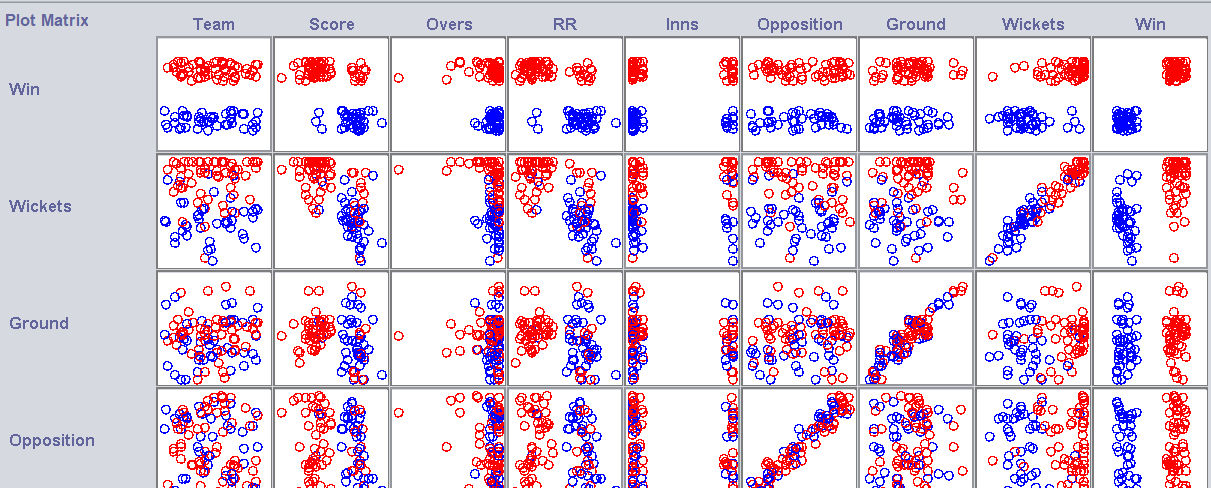 Plot Matrix
Team Score Overs RR Inns Opposition Ground Wickets Win
Win
Wickets
Ground
Opposition